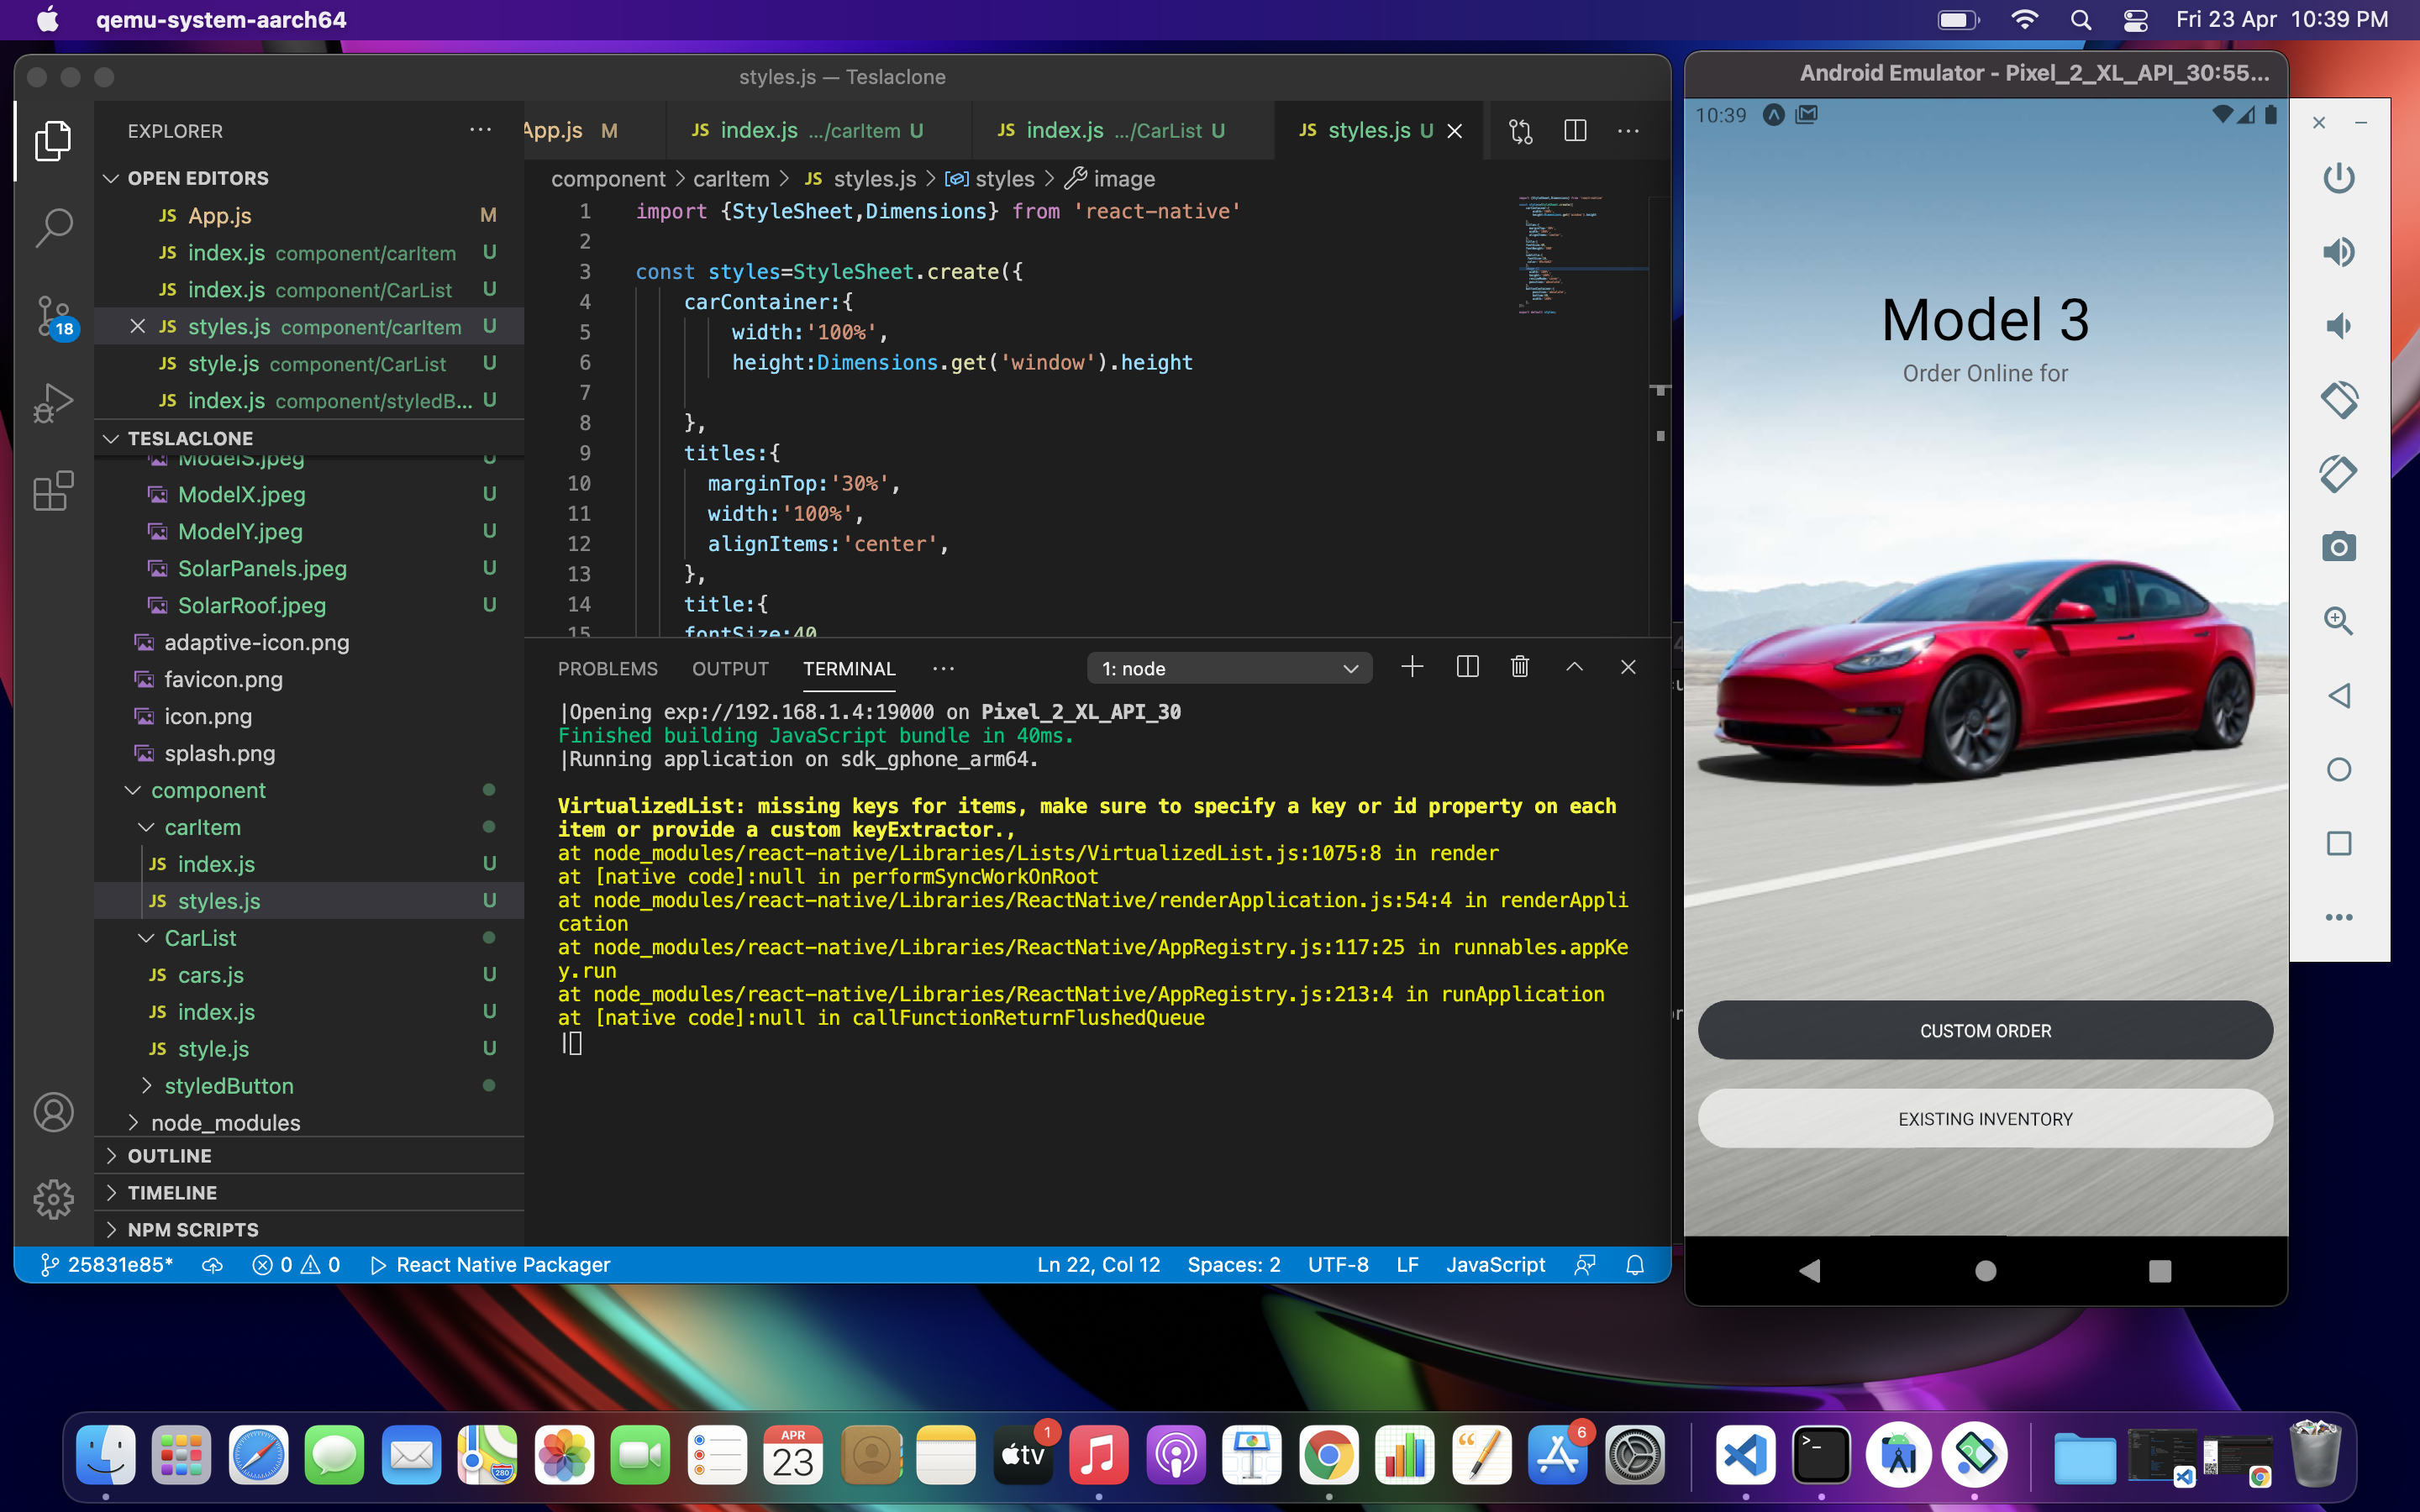 qemu-system-aarch64
Fri 23 Apr 10:39 PM
styles.js — Teslaclone
EXPLORER
OPEN EDITORS
JS App.js M
JS index.js component/carItem U
JS index.js component/CarList U
JS styles.js component/carItem U
JS style.js component/CarList U
JS index.js component/styledB... U
18
TESLACLONE
ModelS.jpeg U
ModelX.jpeg U
ModelY.jpeg U
SolarPanels.jpeg U
SolarRoof.jpeg U
adaptive-icon.png
favicon.png
icon.png
splash.png
component
carItem
JS index.js U
JS styles.js U
CarList
JS cars.js U
JS index.js U
JS style.js U
styledButton
node_modules
OUTLINE
TIMELINE
NPM SCRIPTS
App.js M
JS index.js .../carItem U
JS index.js .../CarList U
JS styles.js U
component > carItem > JS styles.js > styles > image
1 import {StyleSheet,Dimensions} from 'react-native'
2
3 const styles=StyleSheet.create({
4 carContainer:{
5 width:'100%',
6 height:Dimensions.get('window').height
7
8 },
9 titles:{
10 marginTop:'30%',
11 width:'100%',
12 alignItems:'center',
13 },
14 title:{
15 fontSize:40
PROBLEMS OUTPUT TERMINAL ... 1: node
|Opening exp://192.168.1.4:19000 on Pixel_2_XL_API_30
Finished building JavaScript bundle in 40ms.
|Running application on sdk_gphone_arm64.
VirtualizedList: missing keys for items, make sure to specify a key or id property on each
item or provide a custom keyExtractor.,
at node_modules/react-native/Libraries/Lists/VirtualizedList.js:1075:8 in render
at [native code]:null in performSyncWorkOnRoot
at node_modules/react-native/Libraries/ReactNative/renderApplication.js:54:4 in renderAppli
cation
at node_modules/react-native/Libraries/ReactNative/AppRegistry.js:117:25 in runnables.appKe
y.run
at node_modules/react-native/Libraries/ReactNative/AppRegistry.js:213:4 in runApplication
at [native code]:null in callFunctionReturnFlushedQueue
25831e85* 0 0 React Native Packager
Ln 22, Col 12 Spaces: 2 UTF-8 LF JavaScript
Android Emulator - Pixel_2_XL_API_30:55...
10:39
Model 3
Order Online for
CUSTOM ORDER
EXISTING INVENTORY
280
APR
23
tv
1
6